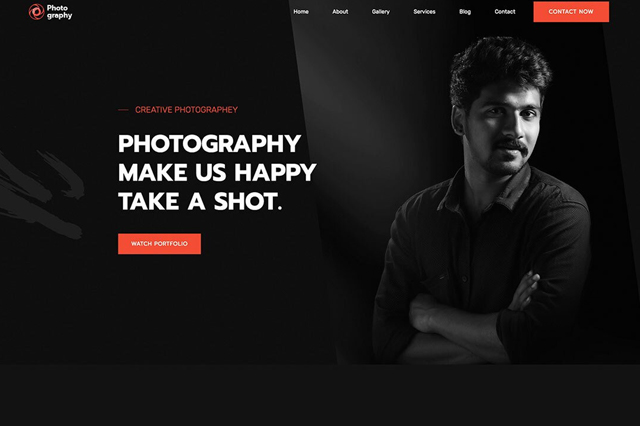 Photo
graphy
Home About Gallery Services Blog Contact CONTACT NOW
CREATIVE PHOTOGRAPHEY
PHOTOGRAPHY
MAKE US HAPPY
TAKE A SHOT.
WATCH PORTFOLIO